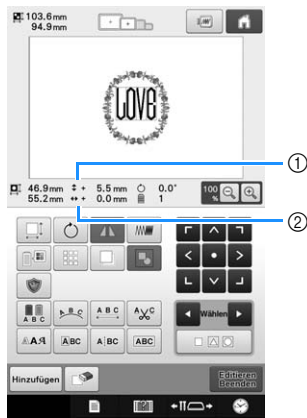 103.6mm
94.9mm
LOVE
46.9mm + 5.5 mm 0.0°
55.2mm + 0.0 mm 1
100 %
①
②
A B C
A B C
A B C
A C
A A A
ABC
A BC
ABC
Wählen
Hinzufügen
Editieren
Beenden